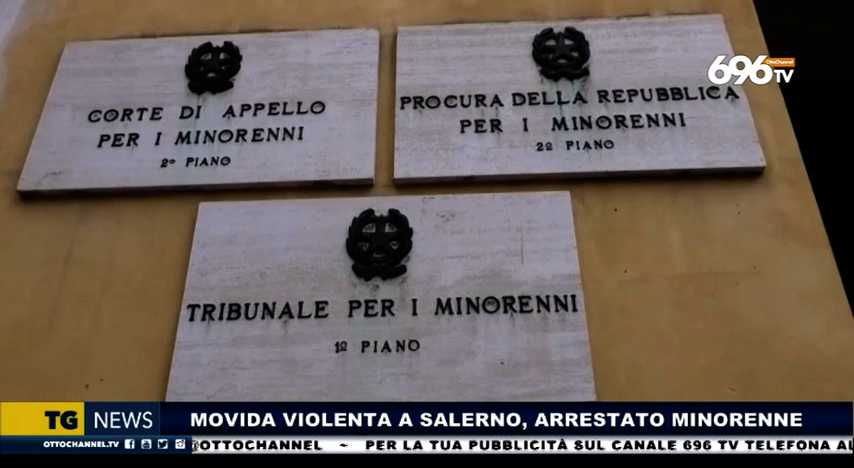 CORTE DI APPELLO
PER I MINORENNI
2º PIANO
PROCURA DELLA REPUBBLICA
PER I MINORENNI
2º PIANO
696 OttoChannel TV
TRIBUNALE PER I MINORENNI
1º PIANO
TG NEWS
MOVIDA VIOLENTA A SALERNO, ARRESTATO MINORENNE
OTTOCHANNEL.TV
@OTTOCHANNEL ~ PER LA TUA PUBBLICITÀ SUL CANALE 696 TV TELEFONA AL